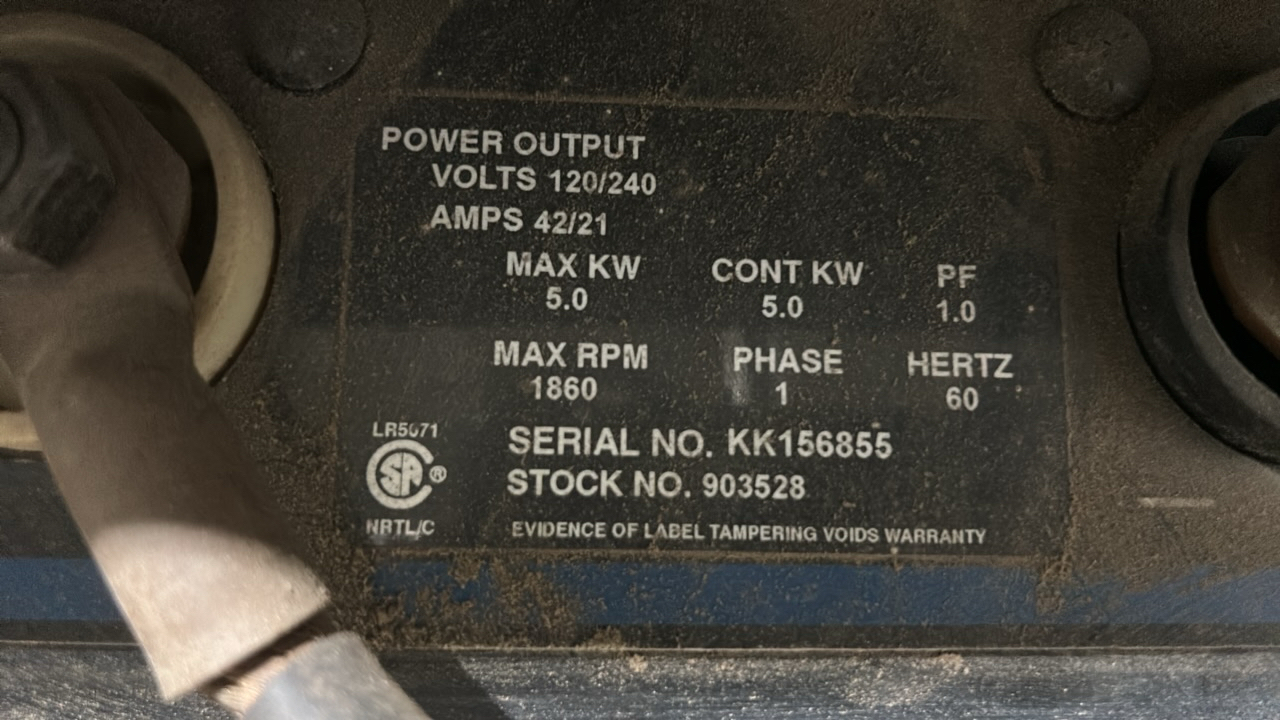 POWER OUTPUT
VOLTS 120/240
AMPS 42/21
MAX KW CONT KW PF
5.0 5.0 1.0
MAX RPM PHASE HERTZ
1860 1 60
LR5071
SERIAL NO. KK156855
STOCK NO. 903528
NRTL/C
EVIDENCE OF LABEL TAMPERING VOIDS WARRANTY